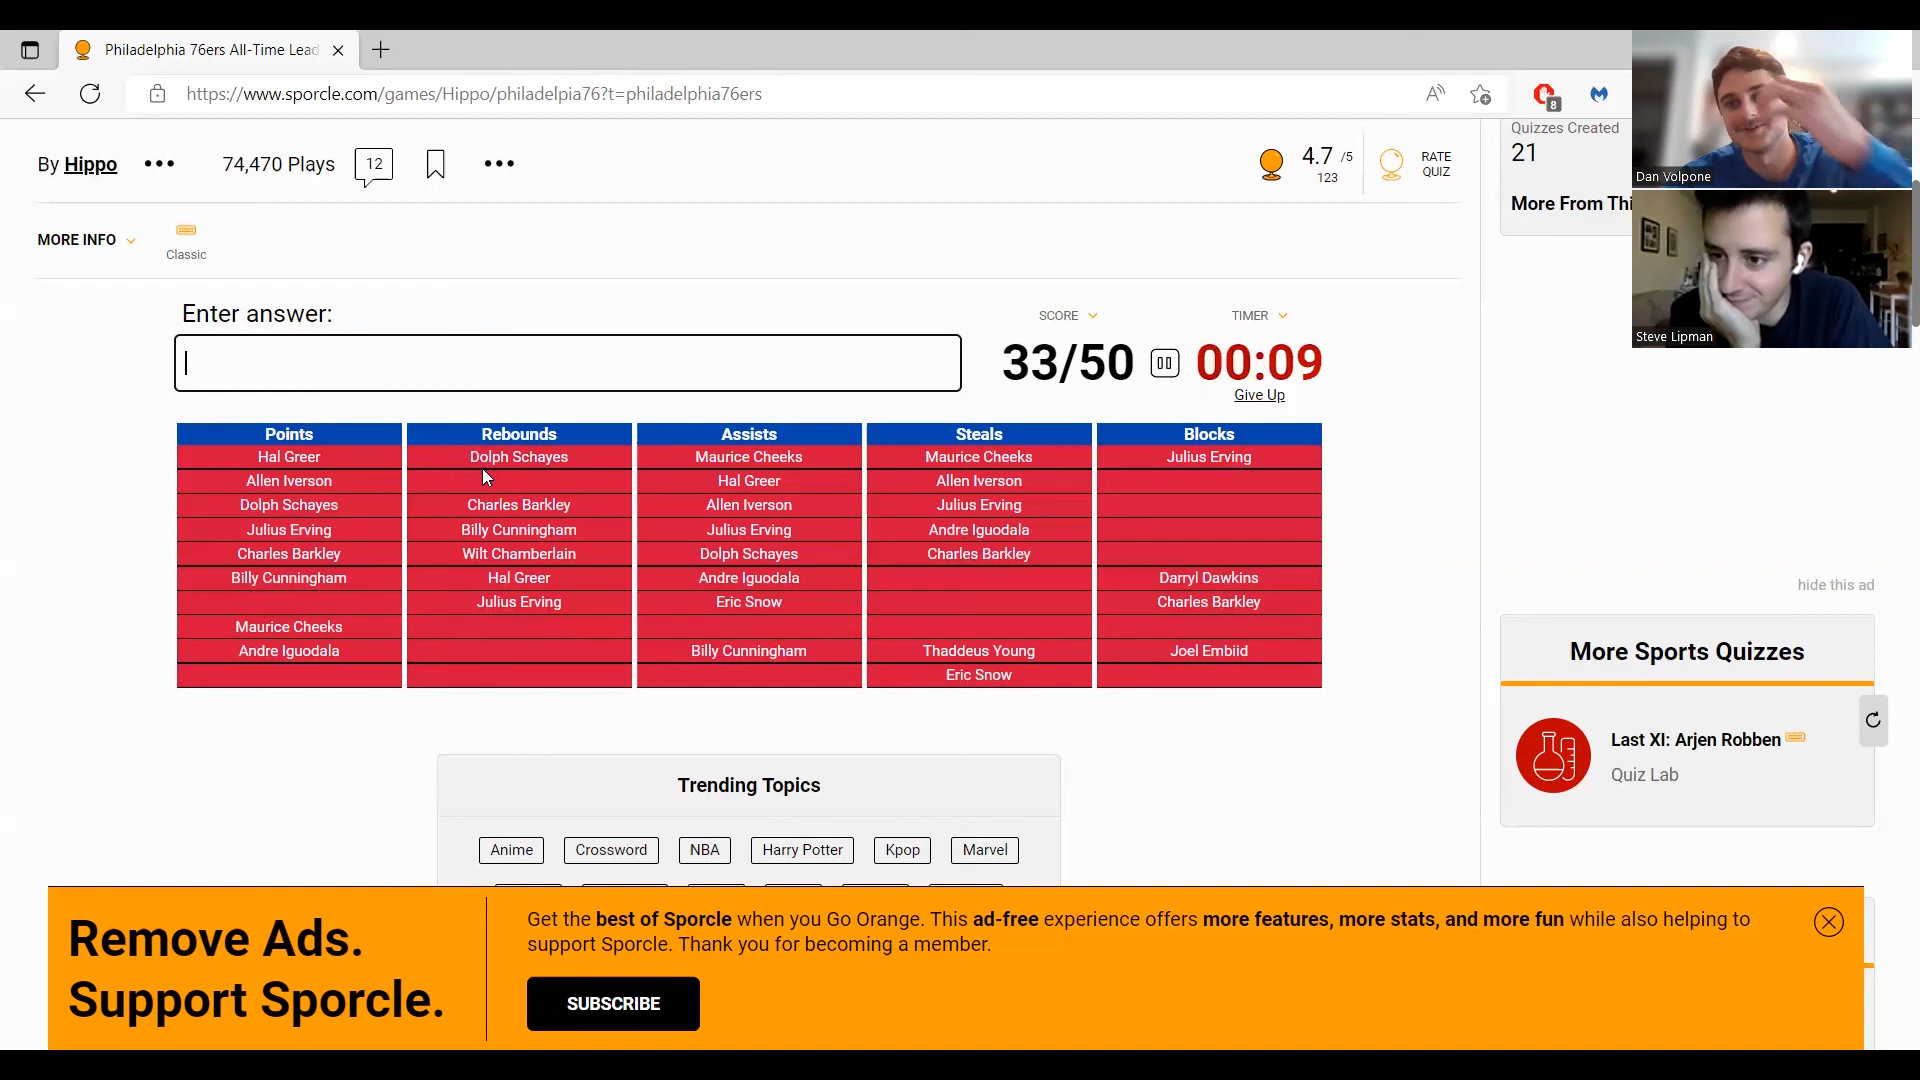 Philadelphia 76ers All-Time Lead
https://www.sporcle.com/games/Hippo/philadelpia76?t=philadelphia76ers
8
By Hippo
74,470 Plays
12
4.7 /5
123
RATE
QUIZ
Quizzes Created
21
More From Thi
Dan Volpone
Steve Lipman
MORE INFO
Classic
Enter answer:
SCORE
TIMER
33/50
00:09
Give Up
Points Rebounds Assists Steals Blocks
Hal Greer Dolph Schayes Maurice Cheeks Maurice Cheeks Julius Erving
Allen Iverson Hal Greer Allen Iverson
Dolph Schayes Charles Barkley Allen Iverson Julius Erving
Julius Erving Billy Cunningham Julius Erving Andre Iguodala
Charles Barkley Wilt Chamberlain Dolph Schayes Charles Barkley
Billy Cunningham Hal Greer Andre Iguodala Darryl Dawkins
Julius Erving Eric Snow Charles Barkley
Maurice Cheeks
Andre Iguodala Billy Cunningham Thaddeus Young Joel Embiid
Eric Snow
hide this ad
More Sports Quizzes
Last XI: Arjen Robben
Quiz Lab
Trending Topics
Anime Crossword NBA Harry Potter Kpop Marvel
Remove Ads.
Support Sporcle.
Get the best of Sporcle when you Go Orange. This ad-free experience offers more features, more stats, and more fun while also helping to
support Sporcle. Thank you for becoming a member.
SUBSCRIBE